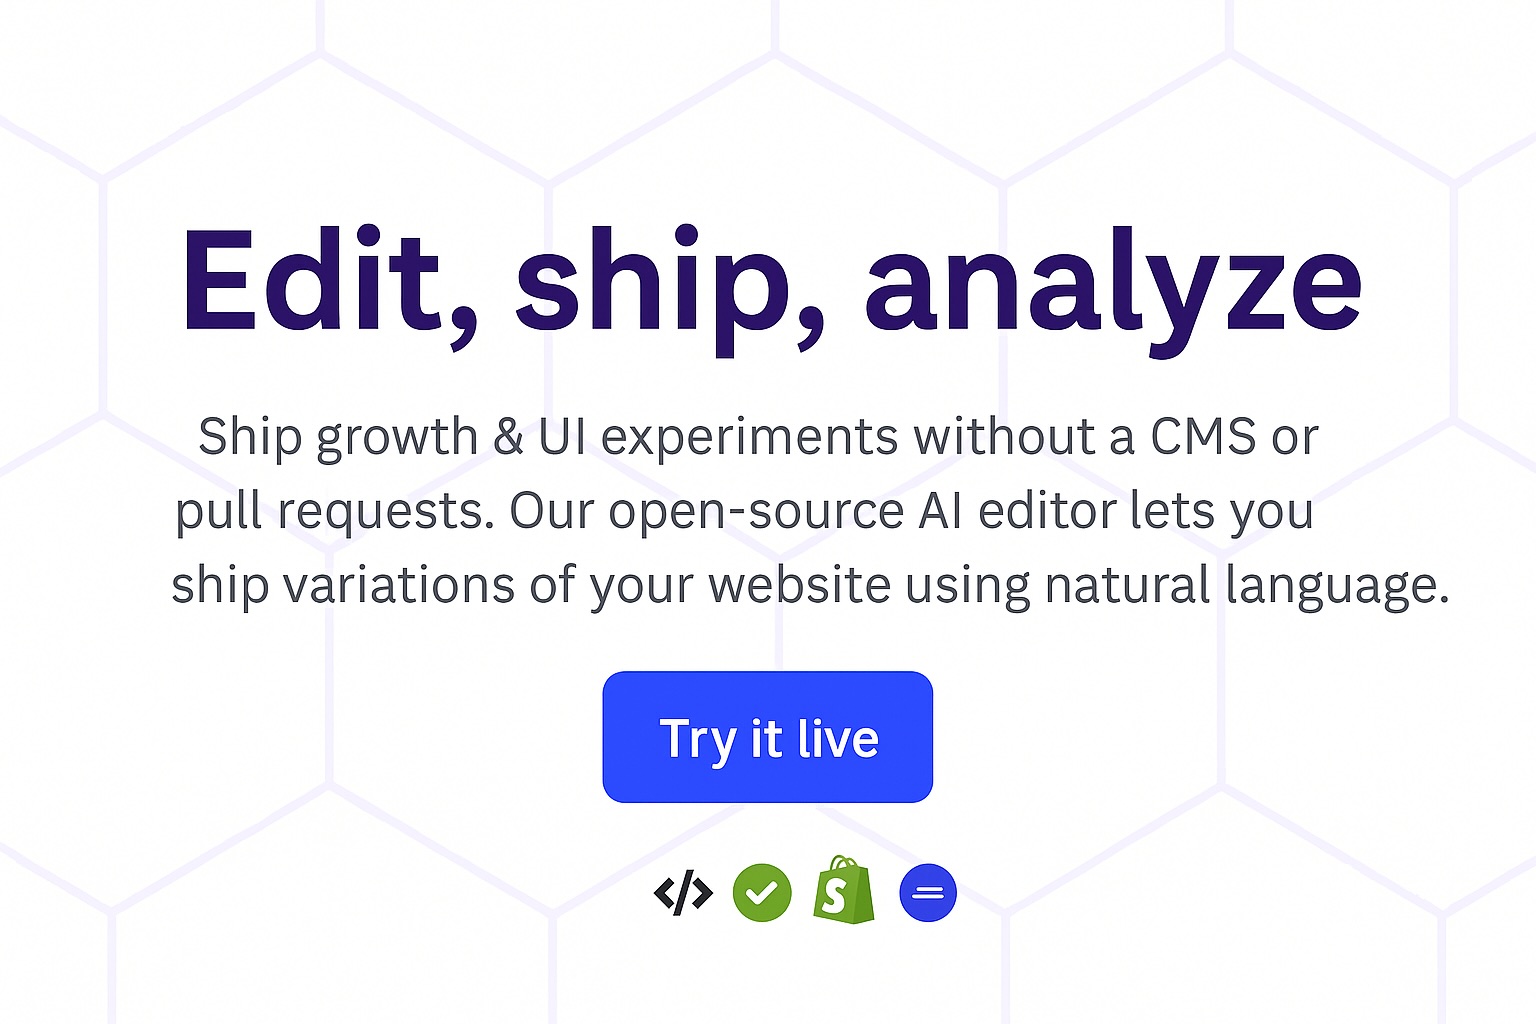 Edit, ship, analyze
Ship growth & UI experiments without a CMS or
pull requests. Our open-source AI editor lets you
ship variations of your website using natural language.
Try it live